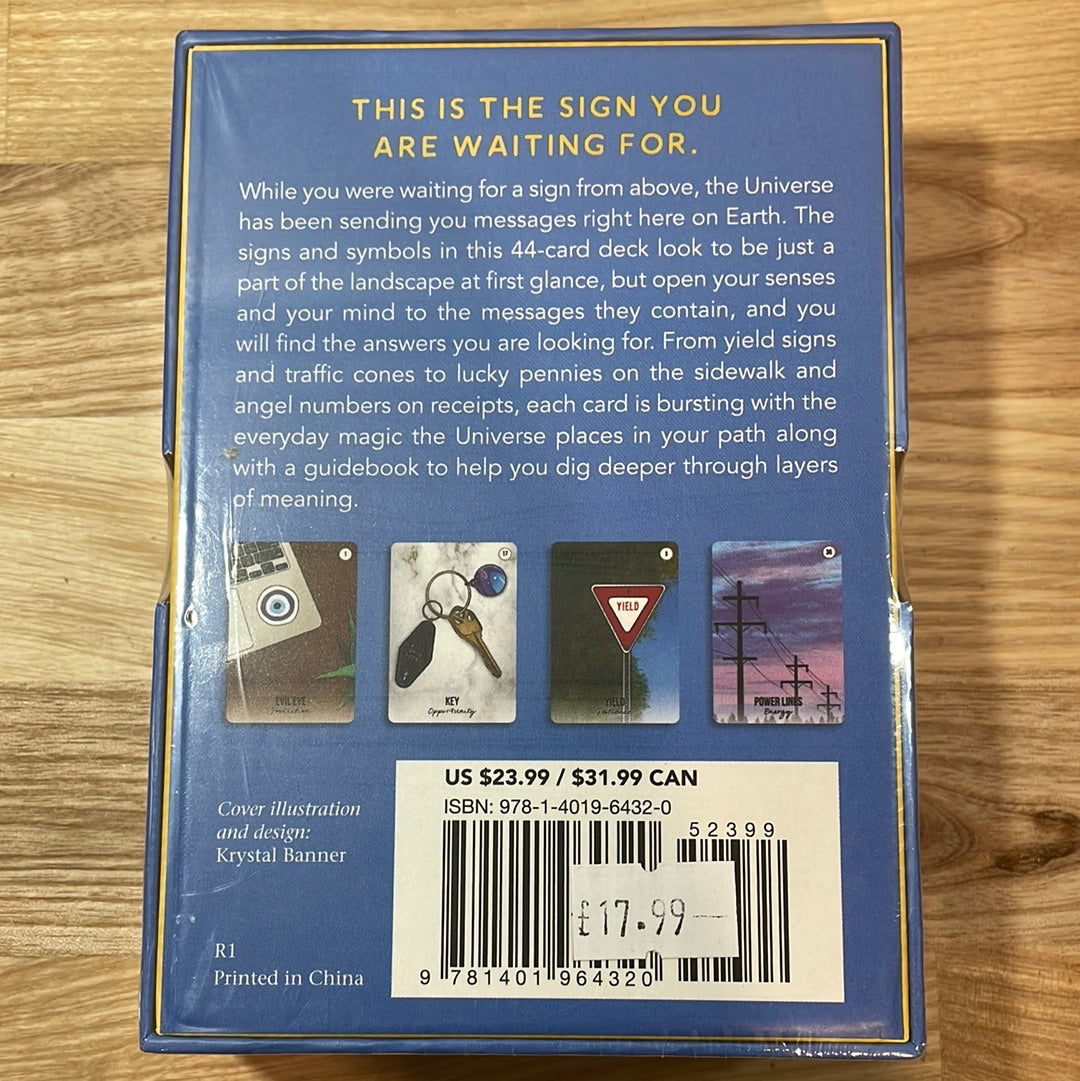 THIS IS THE SIGN YOU
ARE WAITING FOR.
While you were waiting for a sign from above, the Universe
has been sending you messages right here on Earth. The
signs and symbols in this 44-card deck look to be just a
part of the landscape at first glance, but open your senses
and your mind to the messages they contain, and you
will find the answers you are looking for. From yield signs
and traffic cones to lucky pennies on the sidewalk and
angel numbers on receipts, each card is bursting with the
everyday magic the Universe places in your path along
with a guidebook to help you dig deeper through layers
of meaning.
1
EVIL EYE
Protection
17
KEY
Opportunity
3
YIELD
YIELD
Patience
POWER LINES
Energy
US $23.99 / $31.99 CAN
ISBN: 978-1-4019-6432-0
52399
£17.99
9 781401 964320
Cover illustration
and design:
Krystal Banner
R1
Printed in China